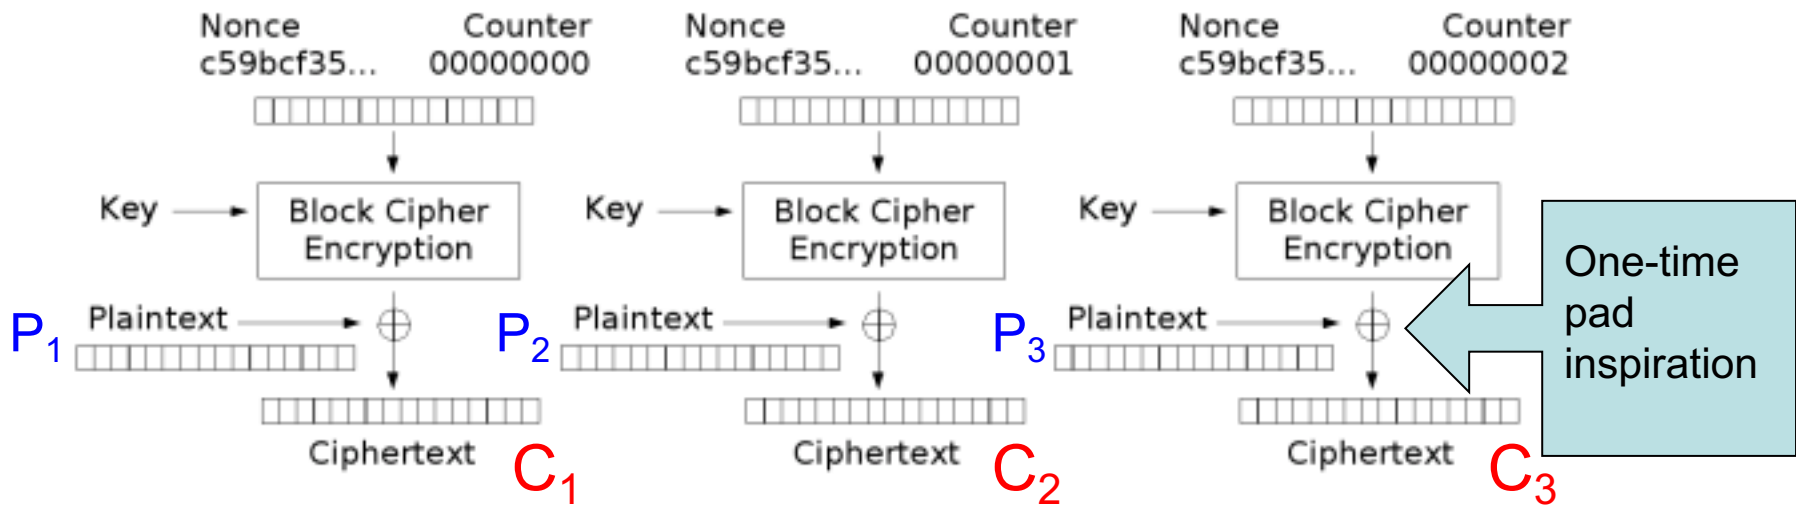 Nonce Counter Nonce Counter Nonce Counter
c59bcf35... 00000000 c59bcf35... 00000001 c59bcf35... 00000002
Key Block Cipher Encryption Key Block Cipher Encryption Key Block Cipher Encryption
One-time
pad
inspiration
P1 Plaintext P2 Plaintext P3 Plaintext
Ciphertext C1 Ciphertext C2 Ciphertext C3